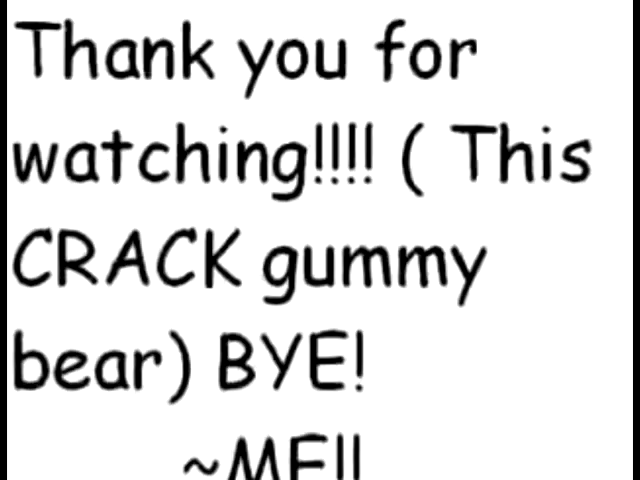 Thank you for
watching!!!! ( This
CRACK gummy
bear) BYE!
~ME!!